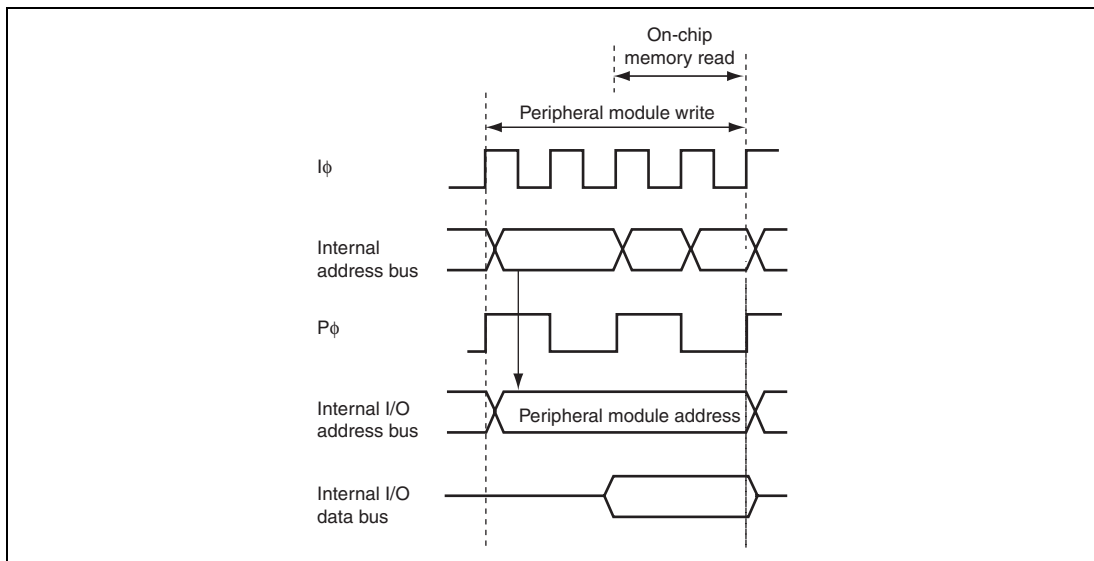 On-chip
memory read
Peripheral module write
Iϕ
Internal
address bus
Pϕ
Internal I/O
address bus
Peripheral module address
Internal I/O
data bus